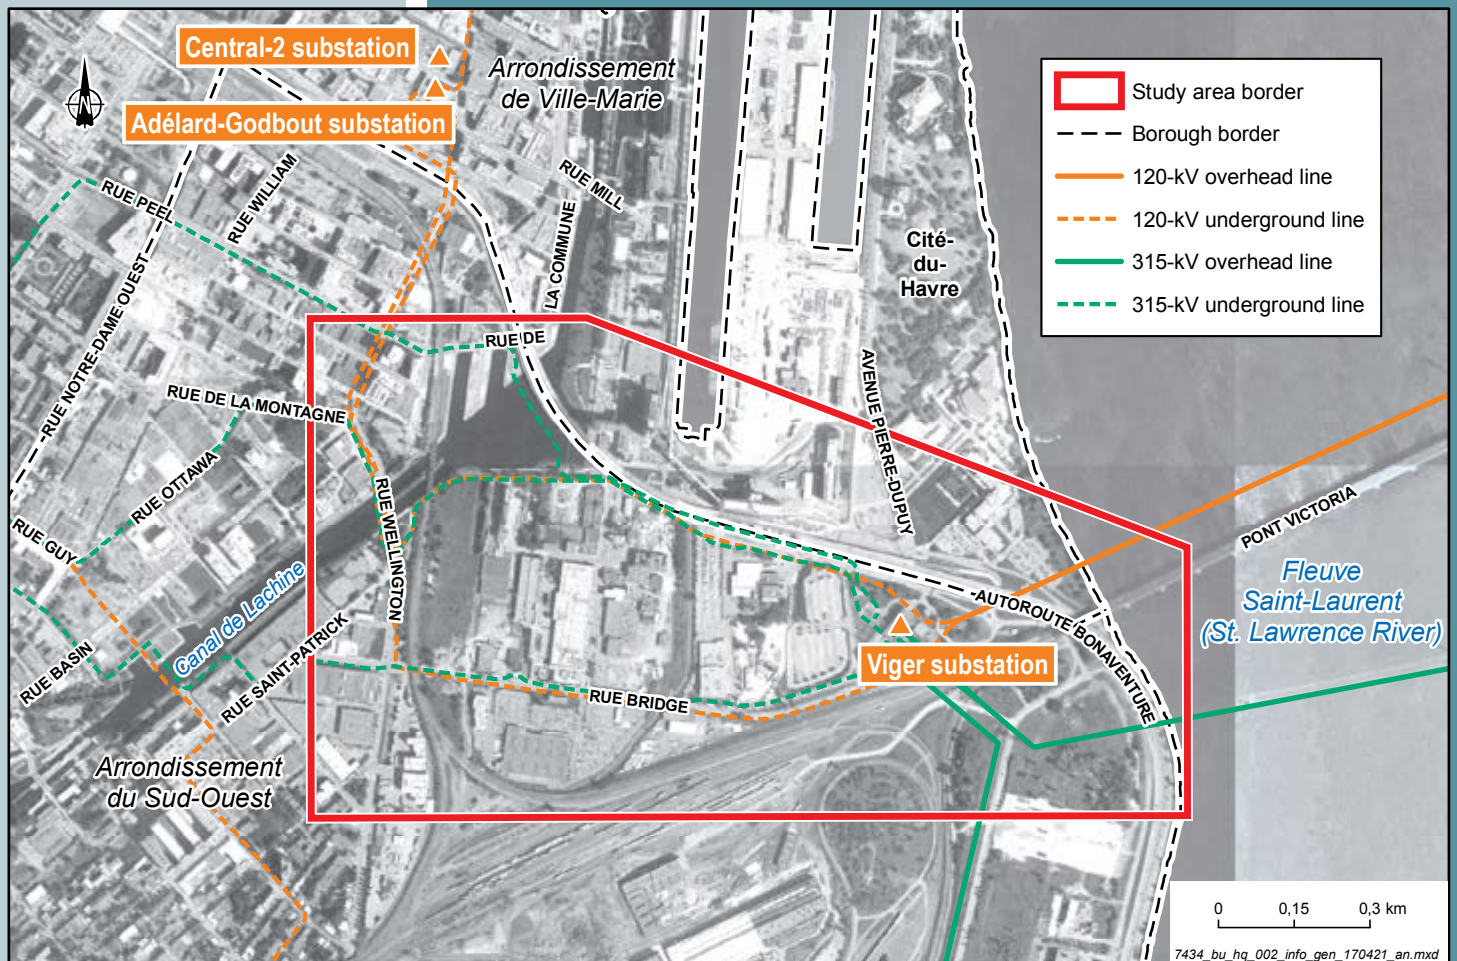 Central-2 substation
Arrondissement
de Ville-Marie
Adélard-Godbout substation
N
Study area border
Borough border
120-kV overhead line
120-kV underground line
315-kV overhead line
315-kV underground line
RUE MILL
RUE WILLIAM
RUE PEEL
LA COMMUNE
RUE DE
Cité-
du-
Havre
RUE NOTRE-DAME OUEST
RUE DE LA MONTAGNE
AVENUE PIERRE-DUPUY
RUE OTTAWA
RUE WELLINGTON
RUE GUY
PONT VICTORIA
Canal de Lachine
Fleuve
Saint-Laurent
(St. Lawrence River)
AUTOROUTE BONAVENTURE
RUE BASIN
RUE SAINT-PATRICK
Viger substation
RUE BRIDGE
Arrondissement
du Sud-Ouest
0 0,15 0,3 km
7434_bu_hq_002_info_gen_170421_an.mxd